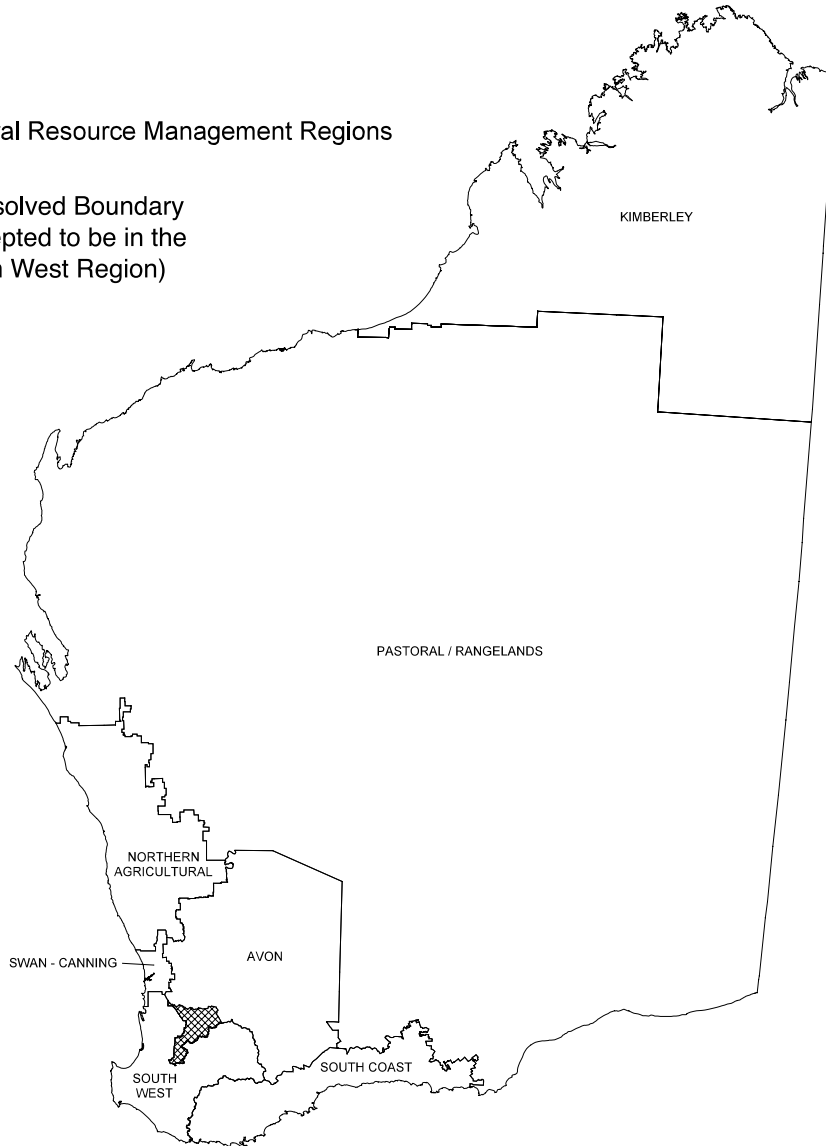 al Resource Management Regions
solved Boundary
epted to be in the
West Region)
KIMBERLEY
PASTORAL / RANGELANDS
NORTHERN
AGRICULTURAL
SWAN - CANNING
AVON
SOUTH COAST
SOUTH
WEST